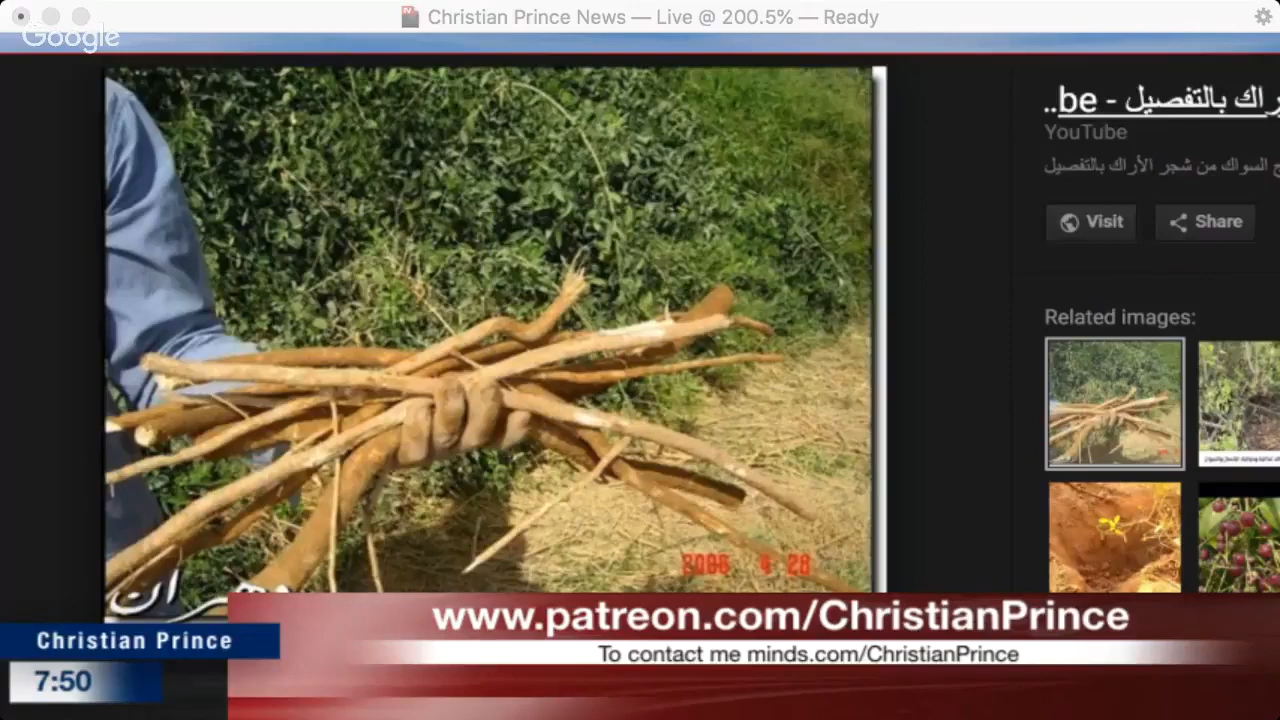 Christian Prince News — Live @ 200.5% — Ready
Google
..be - راك بالتفصيل
YouTube
السواك من شجر الأراك بالتفصيل
Visit
Share
Related images:
4 28
www.patreon.com/ChristianPrince
To contact me minds.com/ChristianPrince
Christian Prince
7:50